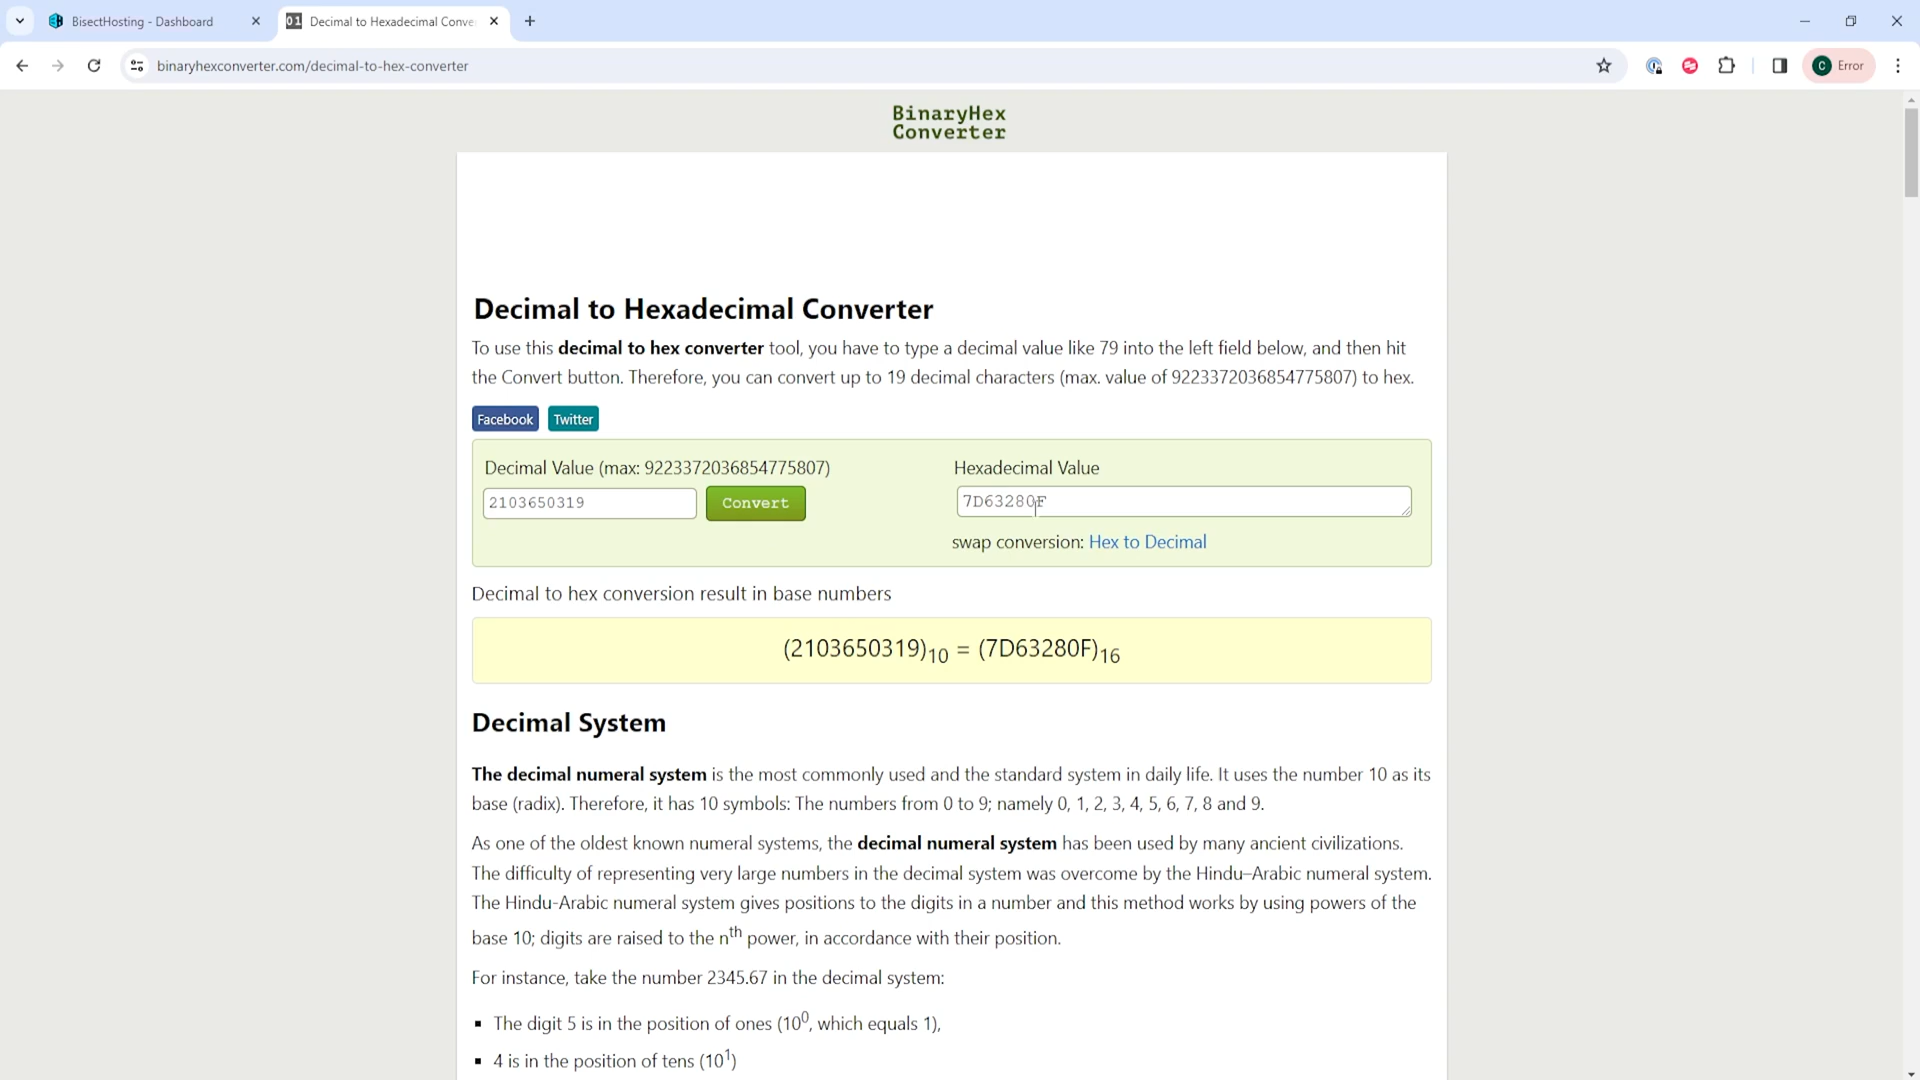 BisectHosting - Dashboard
01 Decimal to Hexadecimal Conve
binaryhexconverter.com/decimal-to-hex-converter
C Error
BinaryHex
Converter
Decimal to Hexadecimal Converter
To use this decimal to hex converter tool, you have to type a decimal value like 79 into the left field below, and then hit
the Convert button. Therefore, you can convert up to 19 decimal characters (max. value of 9223372036854775807) to hex.
Facebook Twitter
Decimal Value (max: 9223372036854775807)
Hexadecimal Value
2103650319 Convert
7D63280F
swap conversion: Hex to Decimal
Decimal to hex conversion result in base numbers
(2103650319)10 = (7D63280F)16
Decimal System
The decimal numeral system is the most commonly used and the standard system in daily life. It uses the number 10 as its
base (radix). Therefore, it has 10 symbols: The numbers from 0 to 9; namely 0, 1, 2, 3, 4, 5, 6, 7, 8 and 9.
As one of the oldest known numeral systems, the decimal numeral system has been used by many ancient civilizations.
The difficulty of representing very large numbers in the decimal system was overcome by the Hindu–Arabic numeral system.
The Hindu-Arabic numeral system gives positions to the digits in a number and this method works by using powers of the
base 10; digits are raised to the nth power, in accordance with their position.
For instance, take the number 2345.67 in the decimal system:
▪ The digit 5 is in the position of ones (10⁰, which equals 1),
▪ 4 is in the position of tens (10¹)